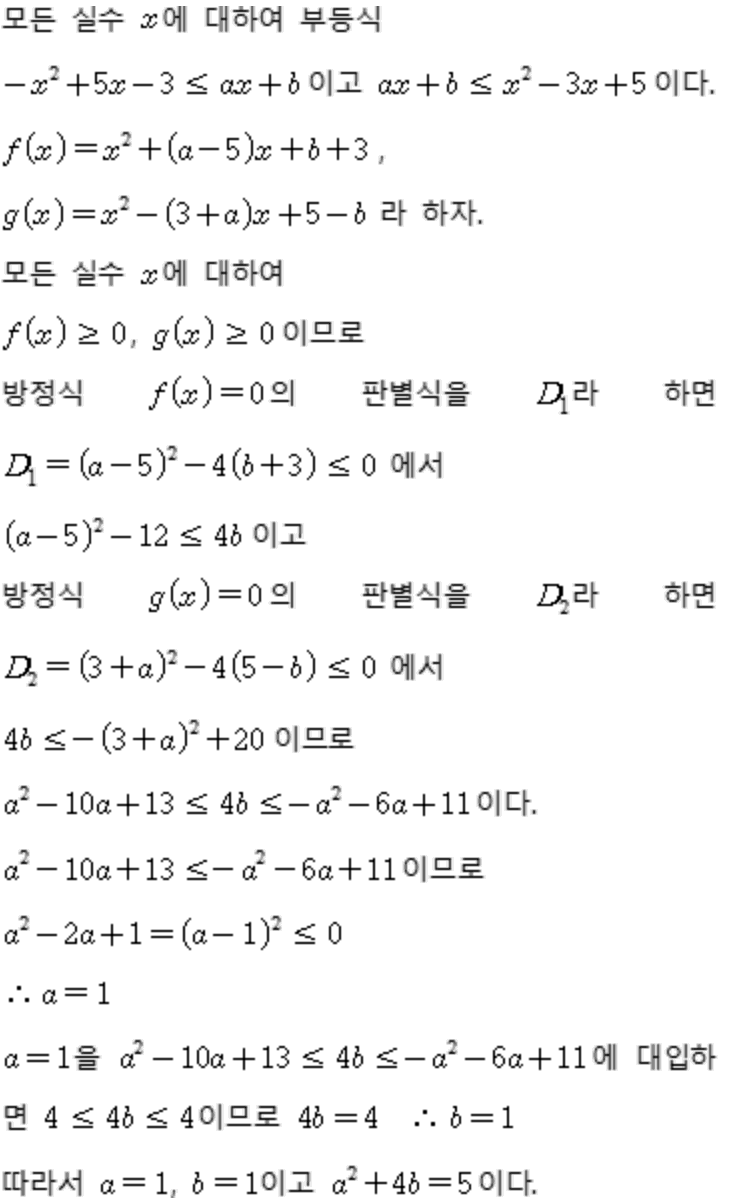 모든 실수 x에 대하여 부등식
−x²+5x−3 ≤ ax+b 이고 ax+b ≤ x²−3x+5 이다.
f(x)=x²+(a−5)x+b+3 ,
g(x)=x²−(3+a)x+5−b 라 하자.
모든 실수 x에 대하여
f(x) ≥ 0, g(x) ≥ 0 이므로
방정식 f(x)=0의 판별식을 D₁라 하면
D₁=(a−5)²−4(b+3) ≤ 0 에서
(a−5)²−12 ≤ 4b 이고
방정식 g(x)=0의 판별식을 D₂라 하면
D₂=(3+a)²−4(5−b) ≤ 0 에서
4b ≤−(3+a)²+20 이므로
a²−10a+13 ≤ 4b ≤−a²−6a+11이다.
a²−10a+13 ≤−a²−6a+11이므로
a²−2a+1=(a−1)² ≤ 0
∴ a=1
a=1을 a²−10a+13 ≤ 4b ≤−a²−6a+11에 대입하
면 4 ≤ 4b ≤ 4이므로 4b=4 ∴ b=1
따라서 a=1, b=1이고 a²+4b=5이다.